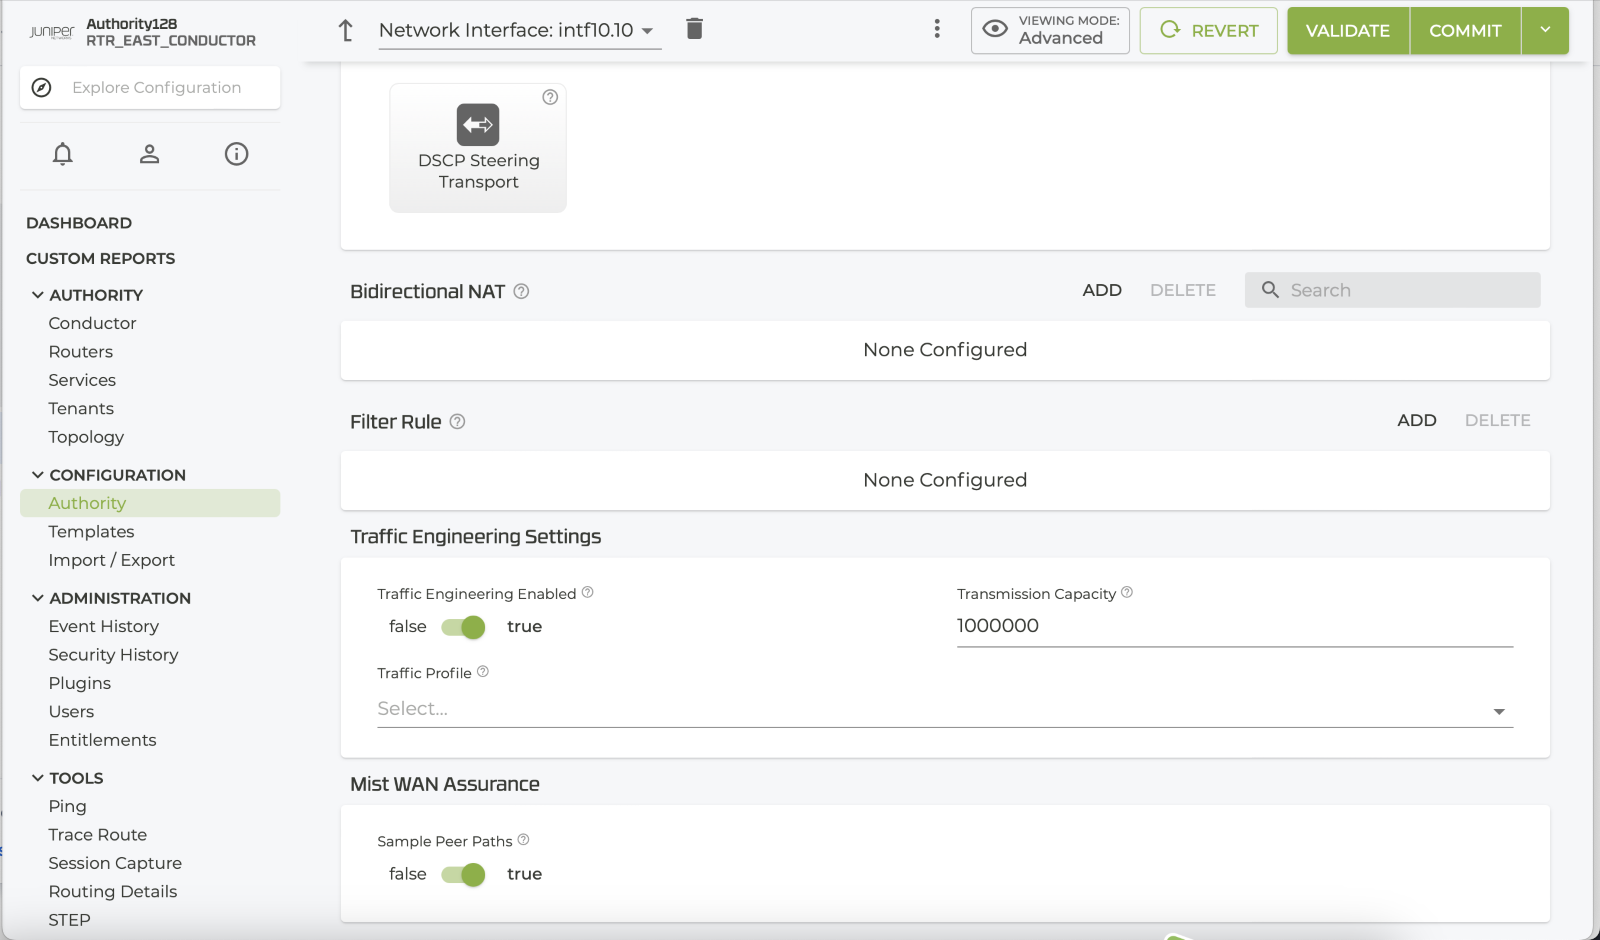 JUNIPER
Authority128
RTR_EAST_CONDUCTOR
Network Interface: intf10.10
VIEWING MODE:
Advanced
REVERT
VALIDATE
COMMIT
Explore Configuration
DASHBOARD
CUSTOM REPORTS
AUTHORITY
Conductor
Routers
Services
Tenants
Topology
CONFIGURATION
Authority
Templates
Import / Export
ADMINISTRATION
Event History
Security History
Plugins
Users
Entitlements
TOOLS
Ping
Trace Route
Session Capture
Routing Details
STEP
DSCP Steering
Transport
Bidirectional NAT
ADD
DELETE
Search
None Configured
Filter Rule
ADD
DELETE
None Configured
Traffic Engineering Settings
Traffic Engineering Enabled
false
true
Transmission Capacity
1000000
Traffic Profile
Select...
Mist WAN Assurance
Sample Peer Paths
false
true